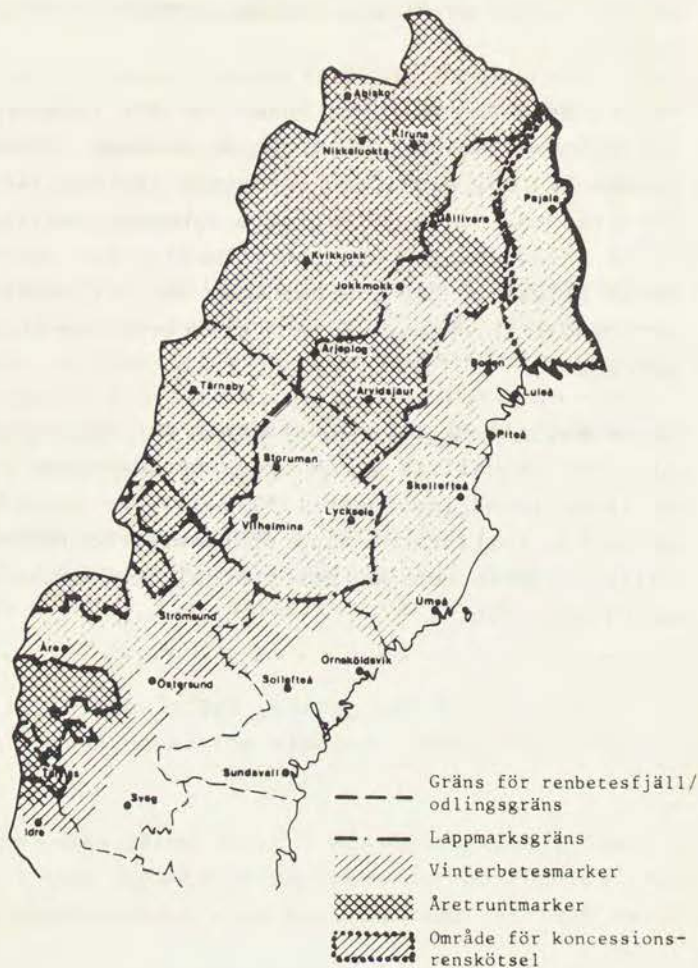 Abisko
Kiruna
Nikkaluokta
Pajala
Gällivare
Kvikkjokk
Jokkmokk
Arjeplog
Boden
Tärnaby
Arvidsjaur
Luleå
Piteå
Storuman
Skellefteå
Lycksele
Vilhelmina
Umeå
Strömsund
Åre
Örnsköldsvik
Östersund
Sollefteå
Sundsvall
Sveg
Idre
Gräns för renbetesfjäll/
odlingsgräns
Lappmarksgräns
Vinterbetesmarker
Åretruntmarker
Område för koncessions-
renskötsel